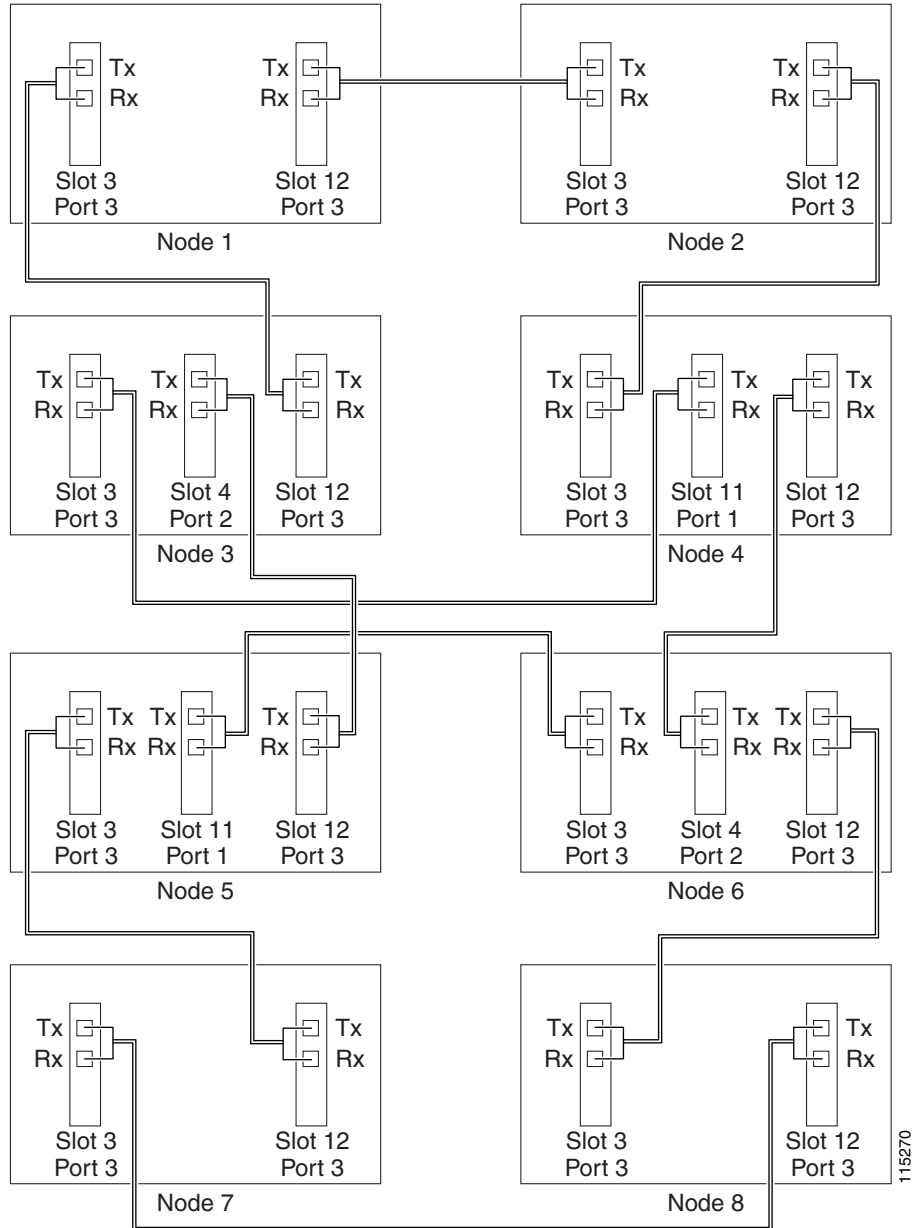 Tx Tx Tx Tx
Rx Rx Rx Rx
Slot 3 Slot 12 Slot 3 Slot 12
Port 3 Port 3 Port 3 Port 3
Node 1 Node 2
Tx Tx Tx Tx Tx Tx
Rx Rx Rx Rx Rx Rx
Slot 3 Slot 4 Slot 12 Slot 3 Slot 11 Slot 12
Port 3 Port 2 Port 3 Port 3 Port 1 Port 3
Node 3 Node 4
Tx Tx Tx Tx Tx Tx
Rx Rx Rx Rx Rx Rx
Slot 3 Slot 11 Slot 12 Slot 3 Slot 4 Slot 12
Port 3 Port 1 Port 3 Port 3 Port 2 Port 3
Node 5 Node 6
Tx Tx Tx Tx
Rx Rx Rx Rx
Slot 3 Slot 12 Slot 3 Slot 12
Port 3 Port 3 Port 3 Port 3
Node 7 Node 8
115270